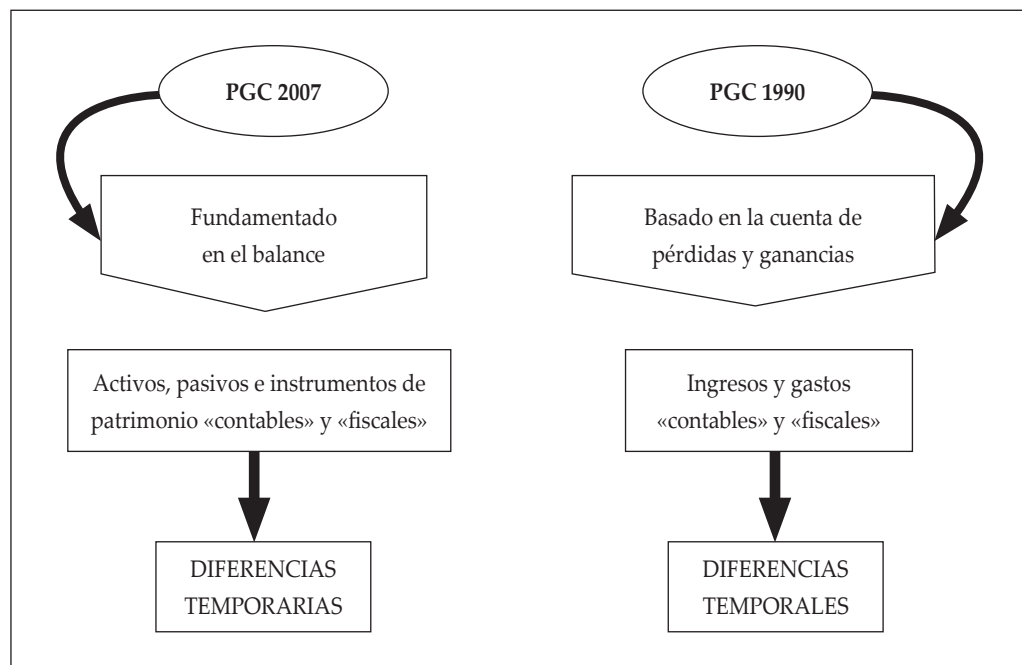 PGC 2007
Fundamentado
en el balance
Activos, pasivos e instrumentos de
patrimonio «contables» y «fiscales»
DIFERENCIAS
TEMPORARIAS
PGC 1990
Basado en la cuenta de
pérdidas y ganancias
Ingresos y gastos
«contables» y «fiscales»
DIFERENCIAS
TEMPORALES